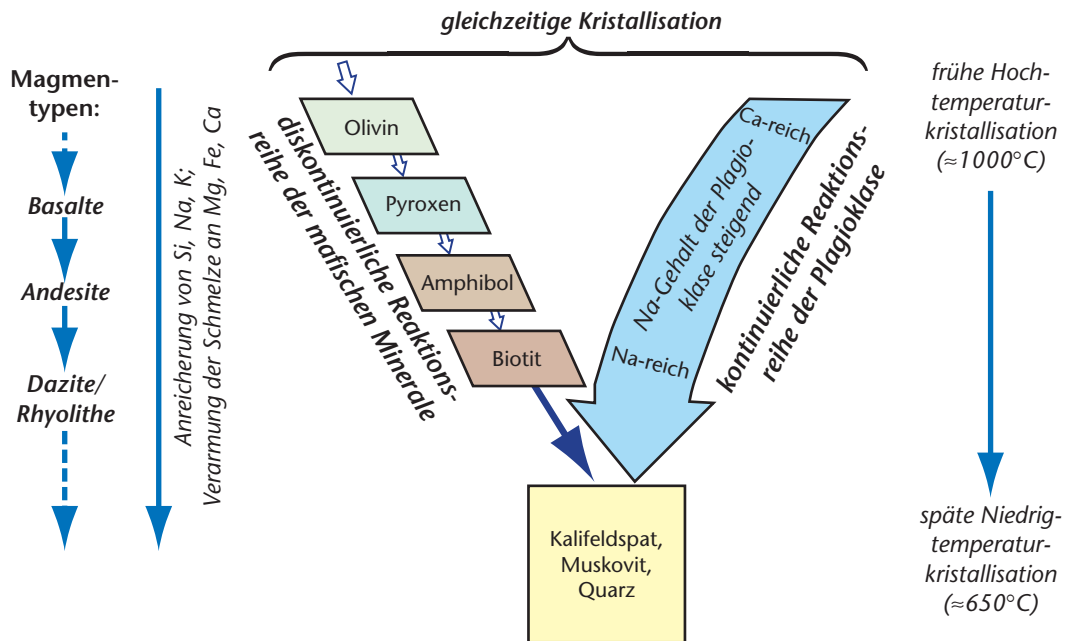 gleichzeitige Kristallisation
Magmen-
typen:
Basalte
Andesite
Dazite/
Rhyolithe
Anreicherung von Si, Na, K;
Verarmung der Schmelze an Mg, Fe, Ca
diskontinuierliche Reaktions-
reihe der mafischen Minerale
Olivin
Pyroxen
Amphibol
Biotit
Ca-reich
Na-Gehalt der Plagio-
klase steigend
Na-reich
kontinuierliche Reaktions-
reihe der Plagioklase
Kalifeldspat,
Muskovit,
Quarz
frühe Hoch-
temperatur-
kristallisation
(≈1000°C)
späte Niedrig-
temperatur-
kristallisation
(≈650°C)